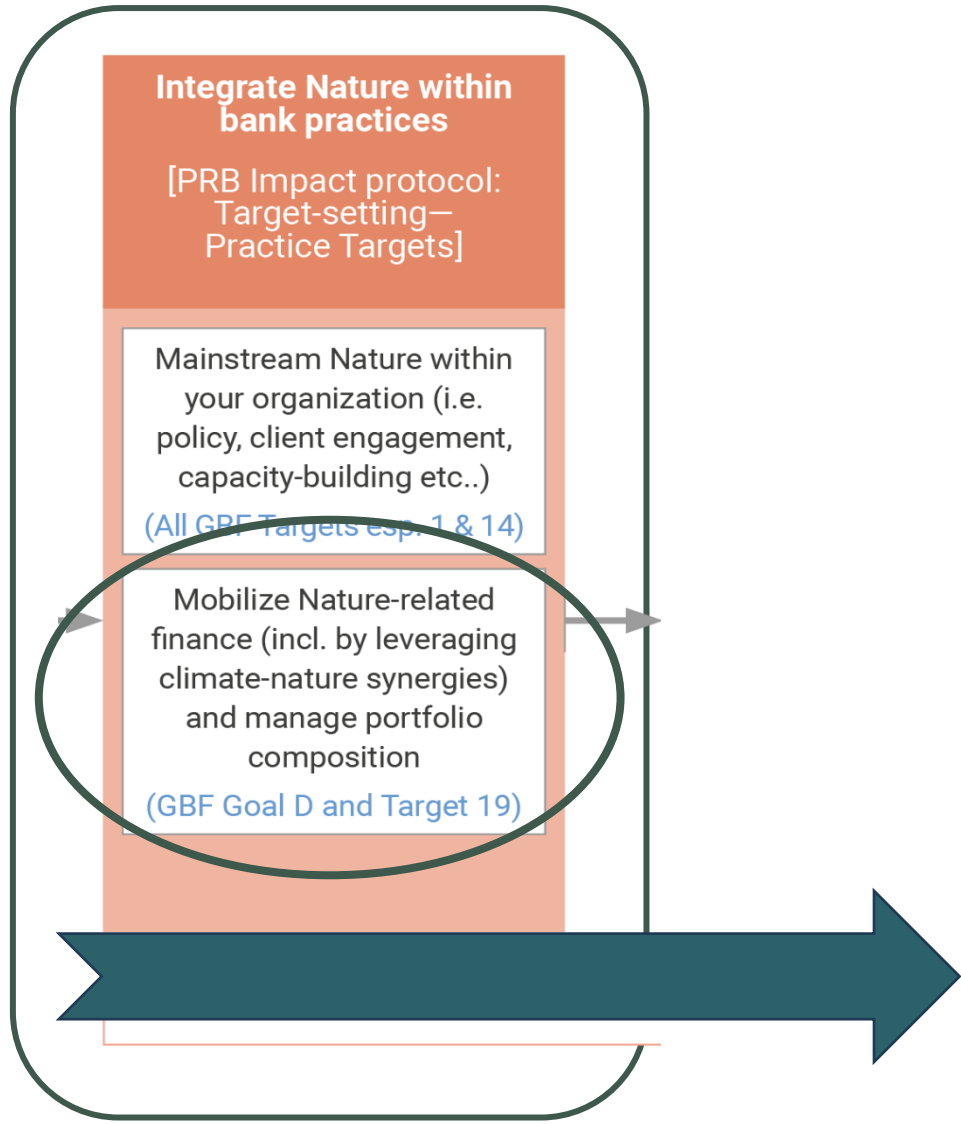 Integrate Nature within
bank practices
[PRB Impact protocol:
Target-setting—
Practice Targets]
Mainstream Nature within
your organization (i.e.
policy, client engagement,
capacity-building etc..)
(All GBF Targets esp. 1 & 14)
Mobilize Nature-related
finance (incl. by leveraging
climate-nature synergies)
and manage portfolio
composition
(GBF Goal D and Target 19)